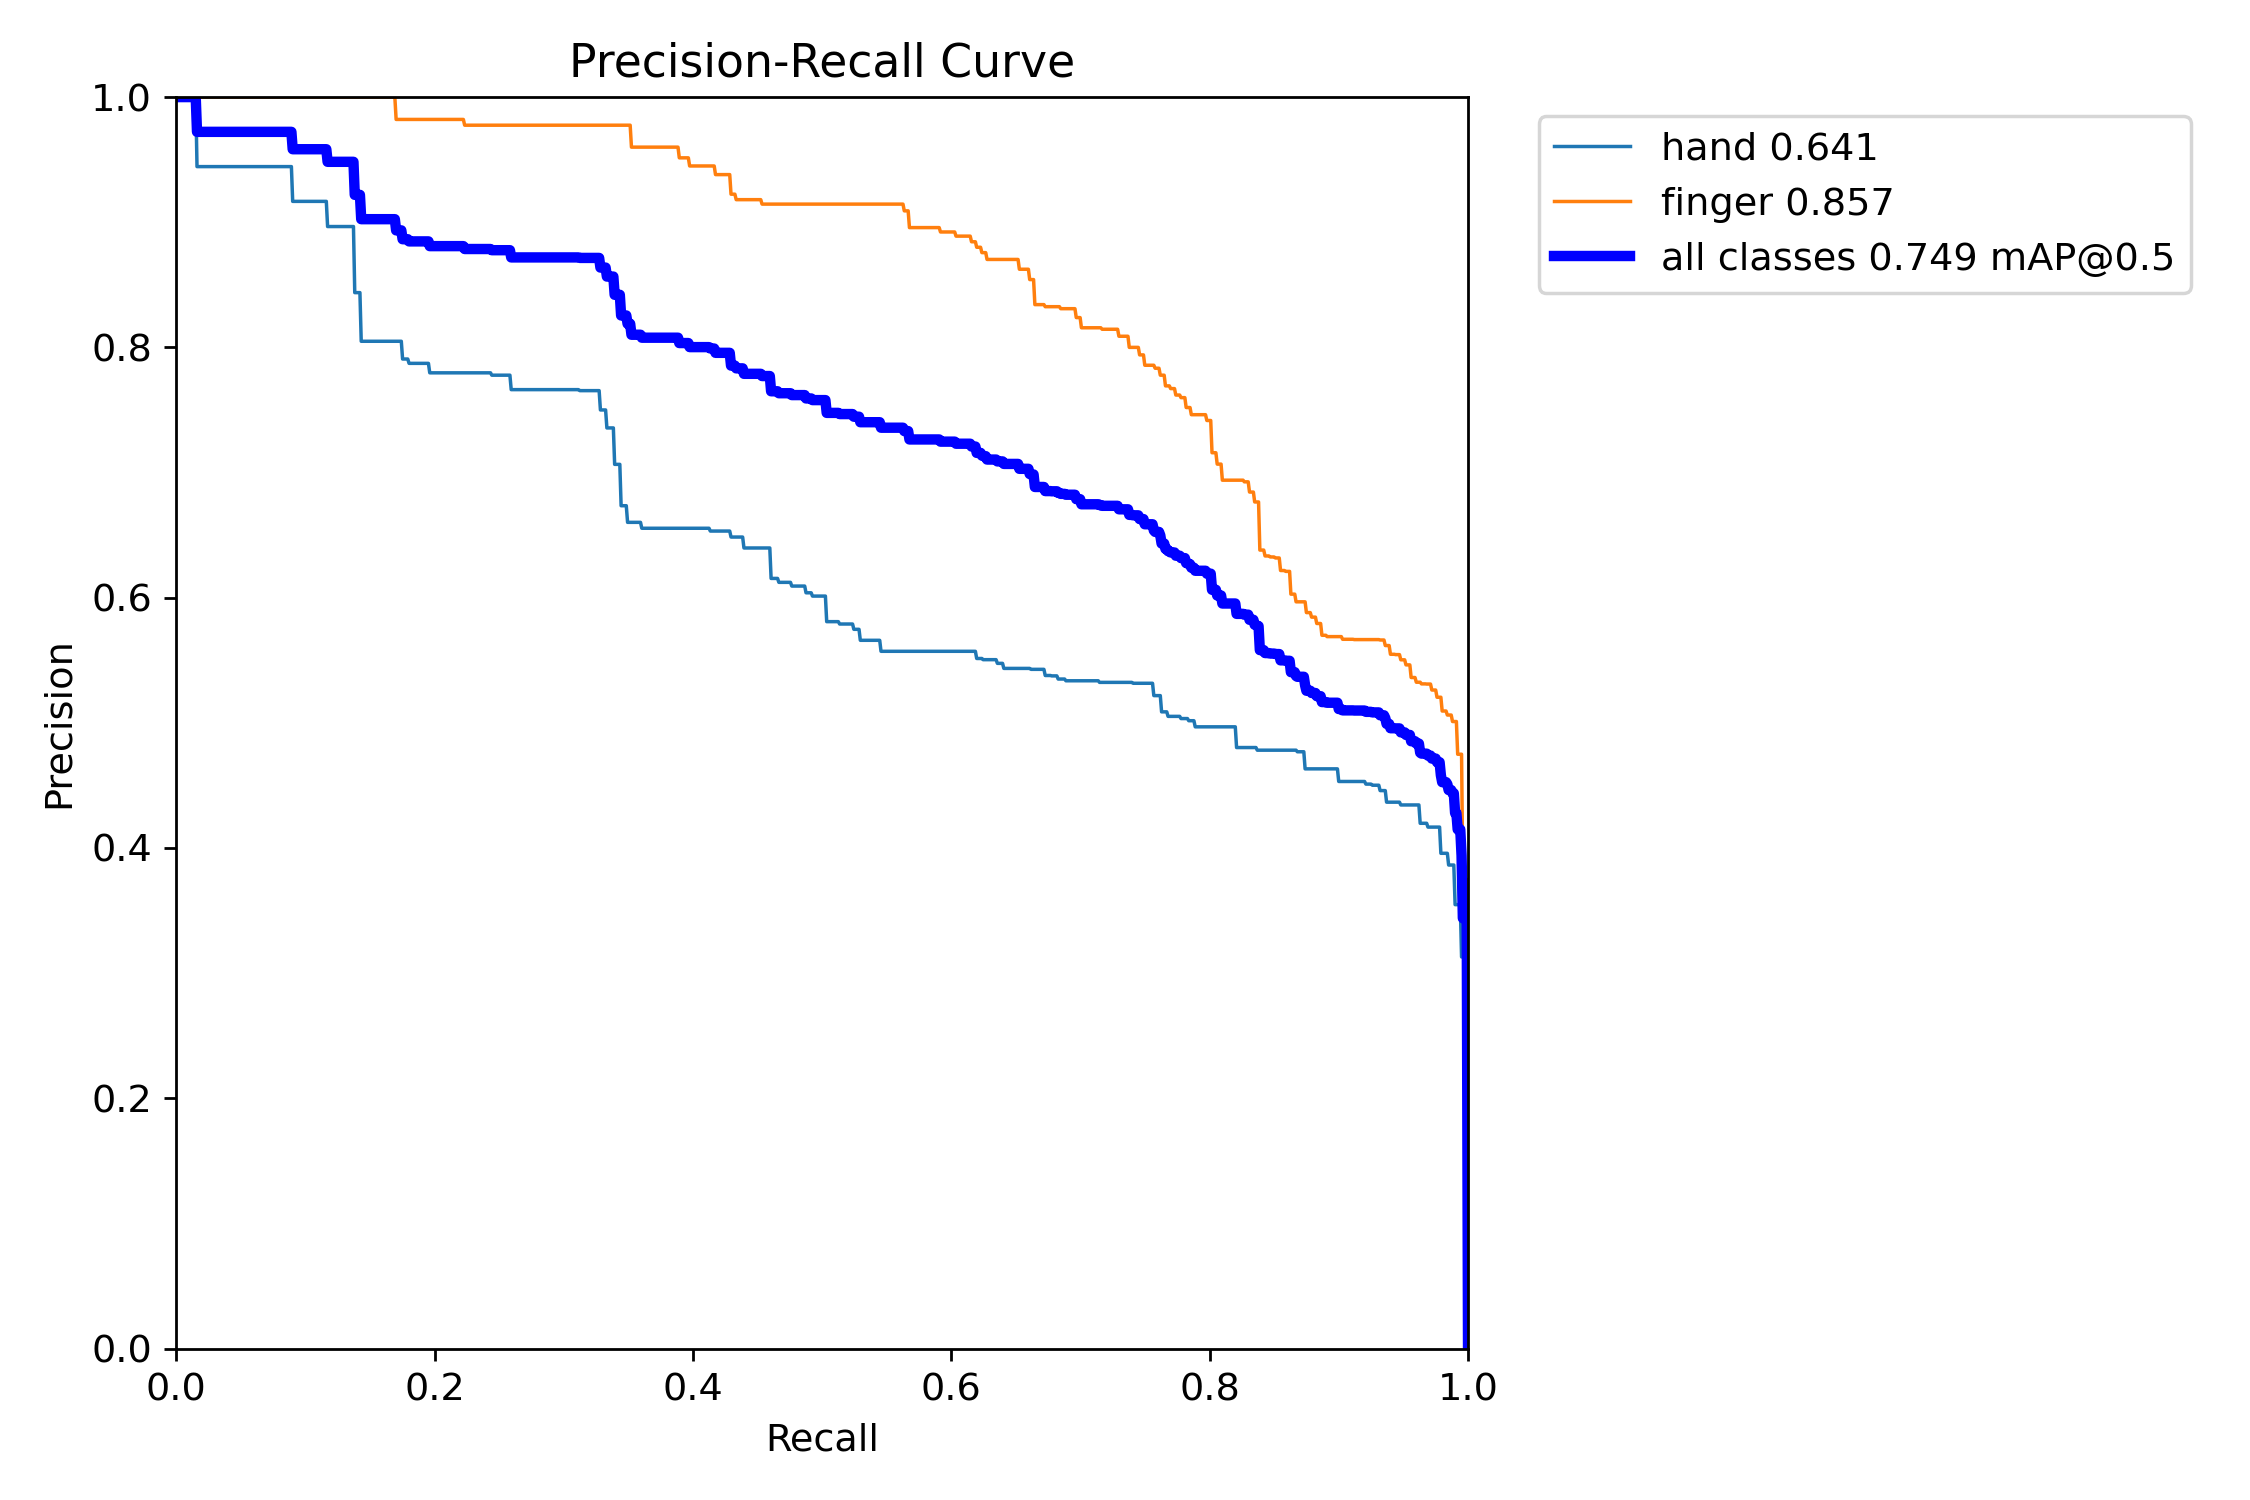 Precision-Recall Curve
1.0
0.8
0.6
0.4
0.2
0.0
Precision
0.0 0.2 0.4 0.6 0.8 1.0
Recall
hand 0.641
finger 0.857
all classes 0.749 mAP@0.5